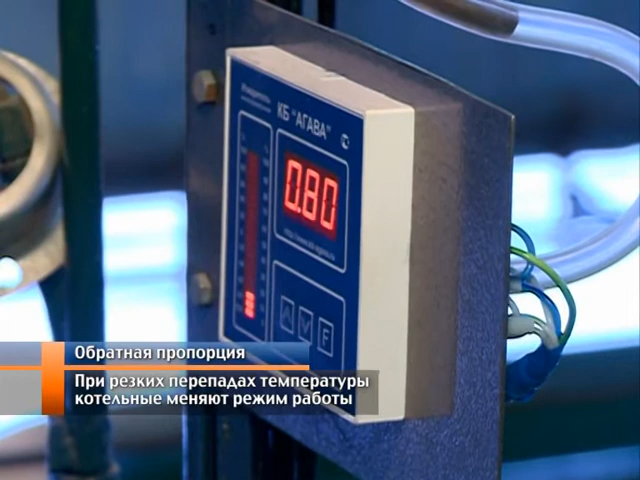 КБ "АГАВА"
0.80
F
Обратная пропорция
При резких перепадах температуры
котельные меняют режим работы